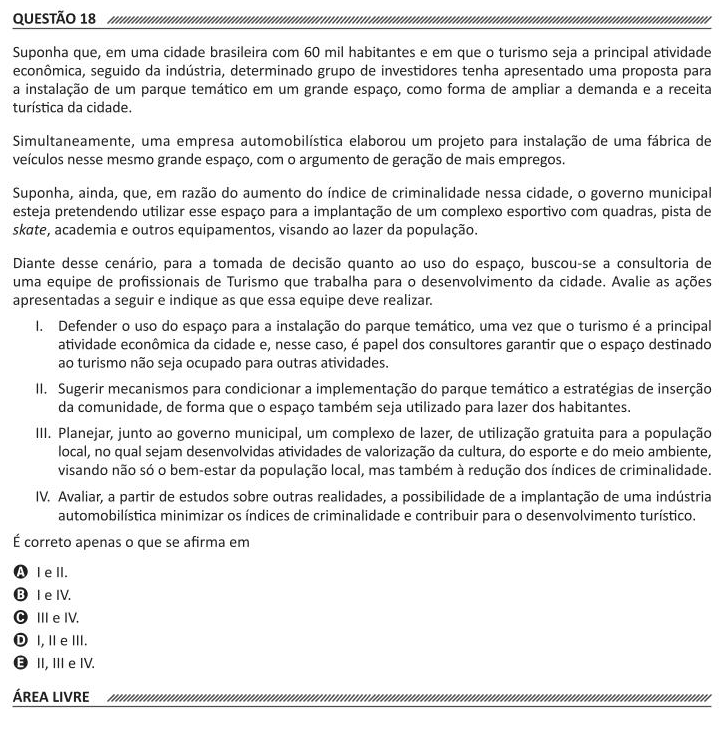 QUESTÃO 18
Suponha que, em uma cidade brasileira com 60 mil habitantes e em que o turismo seja a principal atividade
econômica, seguido da indústria, determinado grupo de investidores tenha apresentado uma proposta para
a instalação de um parque temático em um grande espaço, como forma de ampliar a demanda e a receita
turística da cidade.
Simultaneamente, uma empresa automobilística elaborou um projeto para instalação de uma fábrica de
veículos nesse mesmo grande espaço, com o argumento de geração de mais empregos.
Suponha, ainda, que, em razão do aumento do índice de criminalidade nessa cidade, o governo municipal
esteja pretendendo utilizar esse espaço para a implantação de um complexo esportivo com quadras, pista de
skate, academia e outros equipamentos, visando ao lazer da população.
Diante desse cenário, para a tomada de decisão quanto ao uso do espaço, buscou-se a consultoria de
uma equipe de profissionais de Turismo que trabalha para o desenvolvimento da cidade. Avalie as ações
apresentadas a seguir e indique as que essa equipe deve realizar.
I. Defender o uso do espaço para a instalação do parque temático, uma vez que o turismo é a principal
atividade econômica da cidade e, nesse caso, é papel dos consultores garantir que o espaço destinado
ao turismo não seja ocupado para outras atividades.
II. Sugerir mecanismos para condicionar a implementação do parque temático a estratégias de inserção
da comunidade, de forma que o espaço também seja utilizado para lazer dos habitantes.
III. Planejar, junto ao governo municipal, um complexo de lazer, de utilização gratuita para a população
local, no qual sejam desenvolvidas atividades de valorização da cultura, do esporte e do meio ambiente,
visando não só o bem-estar da população local, mas também à redução dos índices de criminalidade.
IV. Avaliar, a partir de estudos sobre outras realidades, a possibilidade de a implantação de uma indústria
automobilística minimizar os índices de criminalidade e contribuir para o desenvolvimento turístico.
É correto apenas o que se afirma em
A I e II.
B I e IV.
C III e IV.
D I, II e III.
E II, III e IV.
ÁREA LIVRE